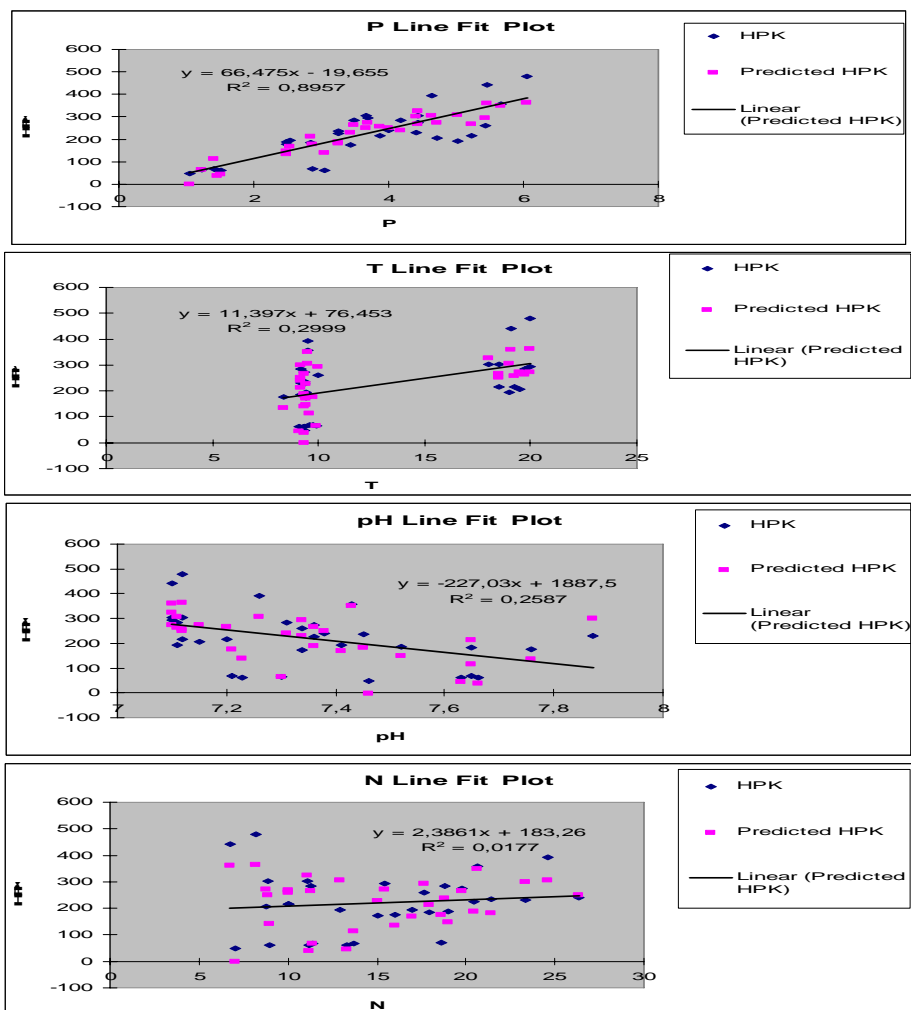 P Line Fit Plot
600
500
400
300
200
100
0
-100
y = 66,475x - 19,655
R² = 0,8957
0 2 4 6 8
P
HPK
Predicted HPK
Linear (Predicted HPK)
T Line Fit Plot
600
500
400
300
200
100
0
-100
y = 11,397x + 76,453
R² = 0,2999
0 5 10 15 20 25
T
HPK
Predicted HPK
Linear (Predicted
HPK)
pH Line Fit Plot
600
500
400
300
200
100
0
-100
y = -227,03x + 1887,5
R² = 0,2587
7 7,2 7,4 7,6 7,8 8
pH
HPK
Predicted HPK
Linear
(Predicted HPK)
N Line Fit Plot
600
500
400
300
200
100
0
-100
y = 2,3861x + 183,26
R² = 0,0177
0 5 10 15 20 25 30
N
HPK
Predicted HPK
Linear (Predicted
HPK)